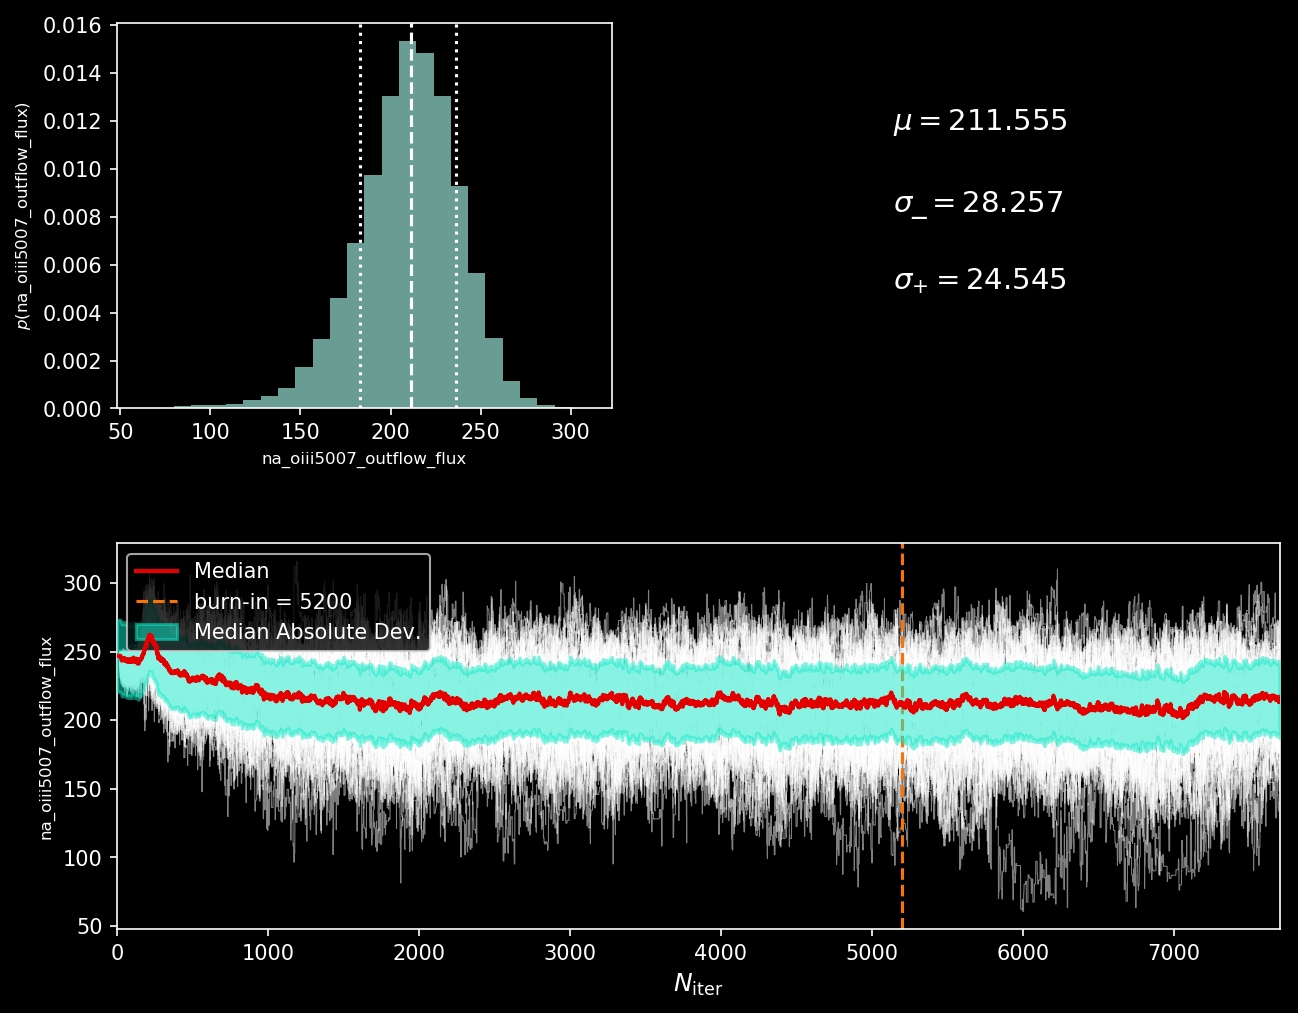 0.016
0.014
0.012
0.010
0.008
0.006
0.004
0.002
0.000
p(na_oiii5007_outflow_flux)
50 100 150 200 250 300
na_oiii5007_outflow_flux
μ = 211.555
σ₋ = 28.257
σ₊ = 24.545
300
250
200
150
100
50
na_oiii5007_outflow_flux
Median
burn-in = 5200
Median Absolute Dev.
0 1000 2000 3000 4000 5000 6000 7000
N_iter